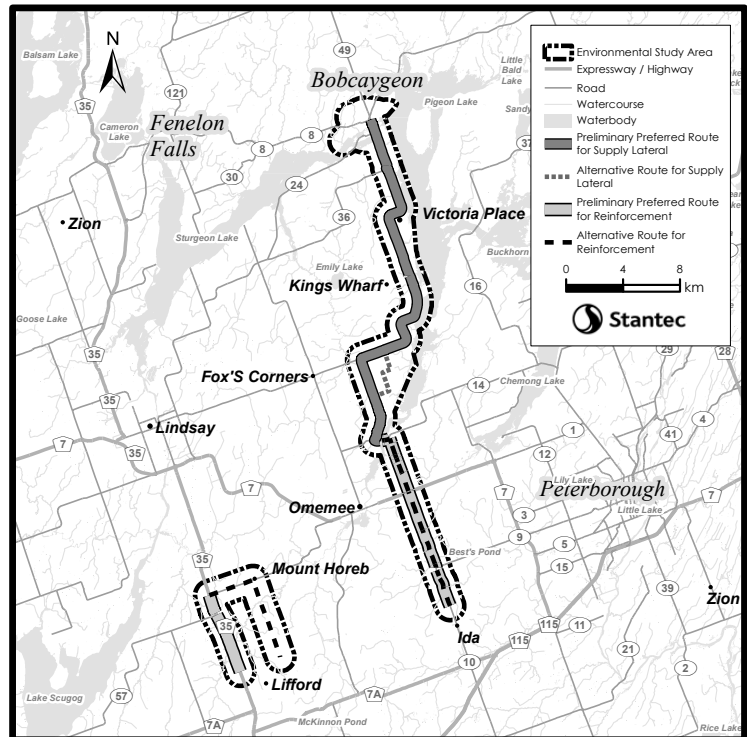 N
Balsam Lake
49
Little
Bald
Lake
Bobcaygeon
Pigeon Lake
35
121
Cameron
Lake
Fenelon
Falls
8
8
30
24
37
36
Victoria Place
Zion
Sturgeon Lake
Buckhorn
Emily Lake
16
Kings Wharf
Goose Lake
35
Fox'S Corners
35
14
Chemong Lake
29
28
Lindsay
7
35
1
4
41
12
Lily Lake
7
7
Peterborough
7
Little Lake
Omemee
3
9
5
Best's Pond
15
35
Mount Horeb
39
Zion
35
Ida
115
115
11
10
21
Lifford
2
Lake Scugog
57
7A
7A
McKinnon Pond
Rice Lake
Environmental Study Area
Expressway / Highway
Road
Watercourse
Waterbody
Preliminary Preferred Route
for Supply Lateral
Alternative Route for Supply
Lateral
Preliminary Preferred Route
for Reinforcement
Alternative Route for
Reinforcement
0 4 8
km
Stantec